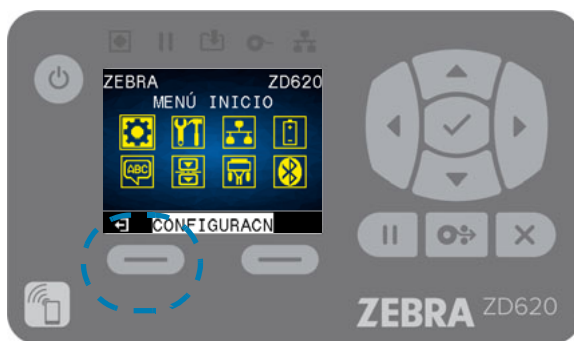 ZEBRA ZD620
MENÚ INICIO
ABC
CONFIGURACN
ZEBRA ZD620